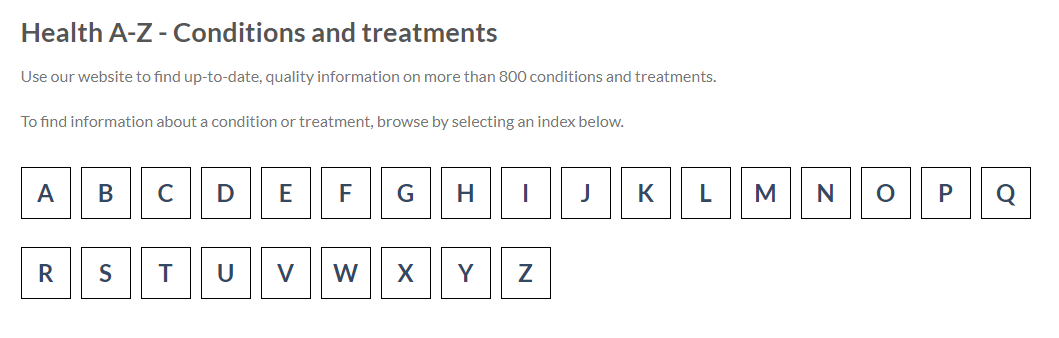 Health A-Z - Conditions and treatments
Use our website to find up-to-date, quality information on more than 800 conditions and treatments.
To find information about a condition or treatment, browse by selecting an index below.
A B C D E F G H I J K L M N O P Q
R S T U V W X Y Z